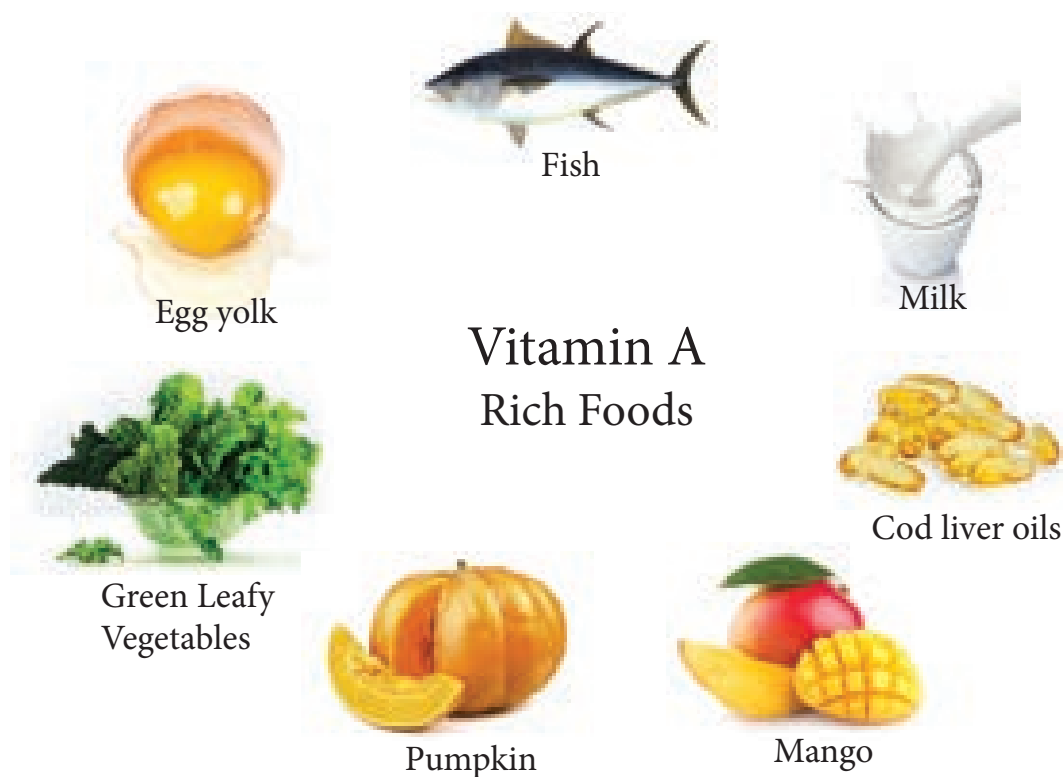 Fish
Egg yolk
Milk
Vitamin A
Rich Foods
Cod liver oils
Green Leafy
Vegetables
Pumpkin
Mango